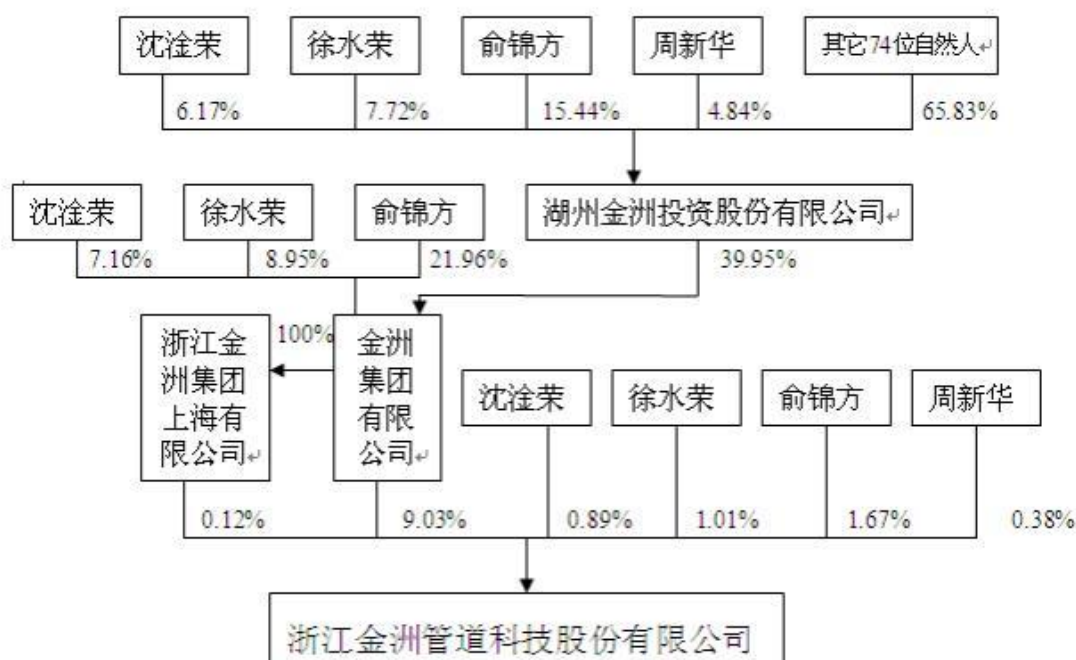 沈淦荣 徐水荣 俞锦方 周新华 其它74位自然人
6.17% 7.72% 15.44% 4.84% 65.83%
沈淦荣 徐水荣 俞锦方 湖州金洲投资股份有限公司
7.16% 8.95% 21.96% 39.95%
浙江金
洲集团
上海有
限公司
100%
金洲
集团
有限
公司
沈淦荣 徐水荣 俞锦方 周新华
0.12% 9.03% 0.89% 1.01% 1.67% 0.38%
浙江金洲管道科技股份有限公司